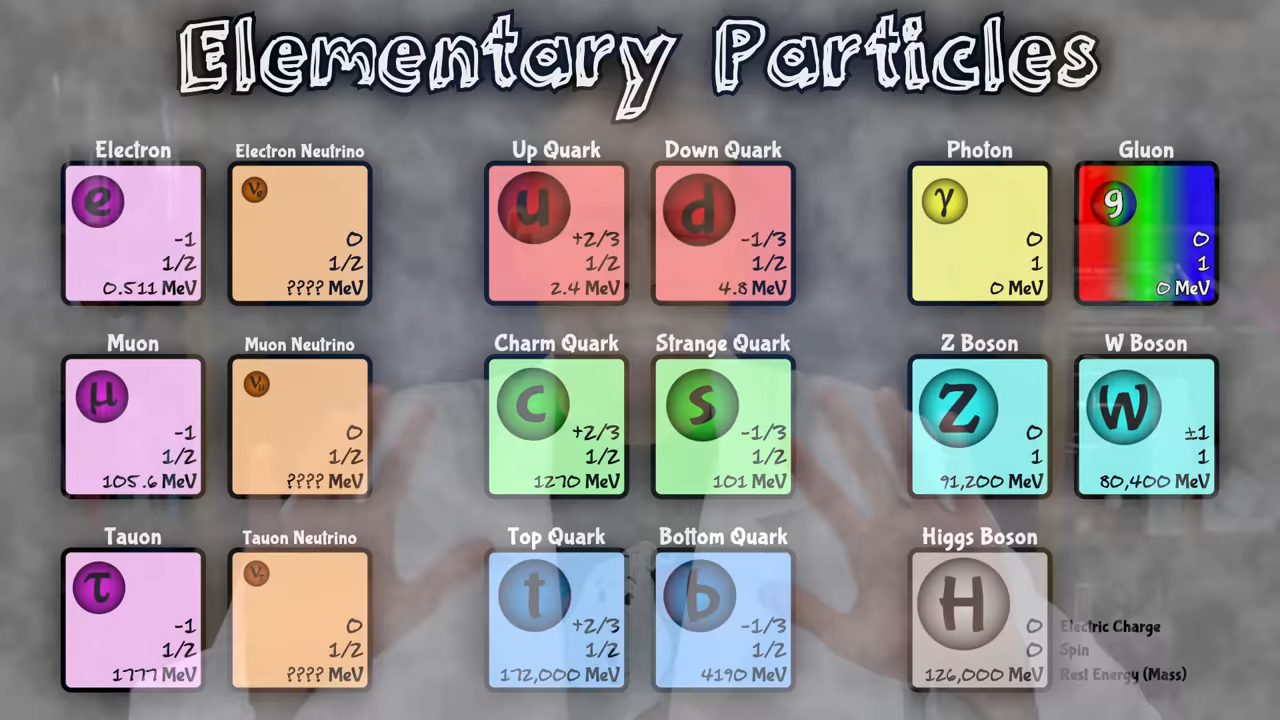 Elementary Particles
Electron
e
-1
1/2
0.511 MeV
Electron Neutrino
νe
0
1/2
???? MeV
Up Quark
u
+2/3
1/2
2.4 MeV
Down Quark
d
-1/3
1/2
4.8 MeV
Photon
γ
0
1
0 MeV
Gluon
g
0
1
0 MeV
Muon
μ
-1
1/2
105.6 MeV
Muon Neutrino
νμ
0
1/2
???? MeV
Charm Quark
c
+2/3
1/2
1270 MeV
Strange Quark
s
-1/3
1/2
101 MeV
Z Boson
Z
0
1
91,200 MeV
W Boson
W
±1
1
80,400 MeV
Tauon
τ
-1
1/2
1777 MeV
Tauon Neutrino
ντ
0
1/2
???? MeV
Top Quark
t
+2/3
1/2
172,000 MeV
Bottom Quark
b
-1/3
1/2
4190 MeV
Higgs Boson
H
0 Electric Charge
0 Spin
126,000 MeV Rest Energy (Mass)